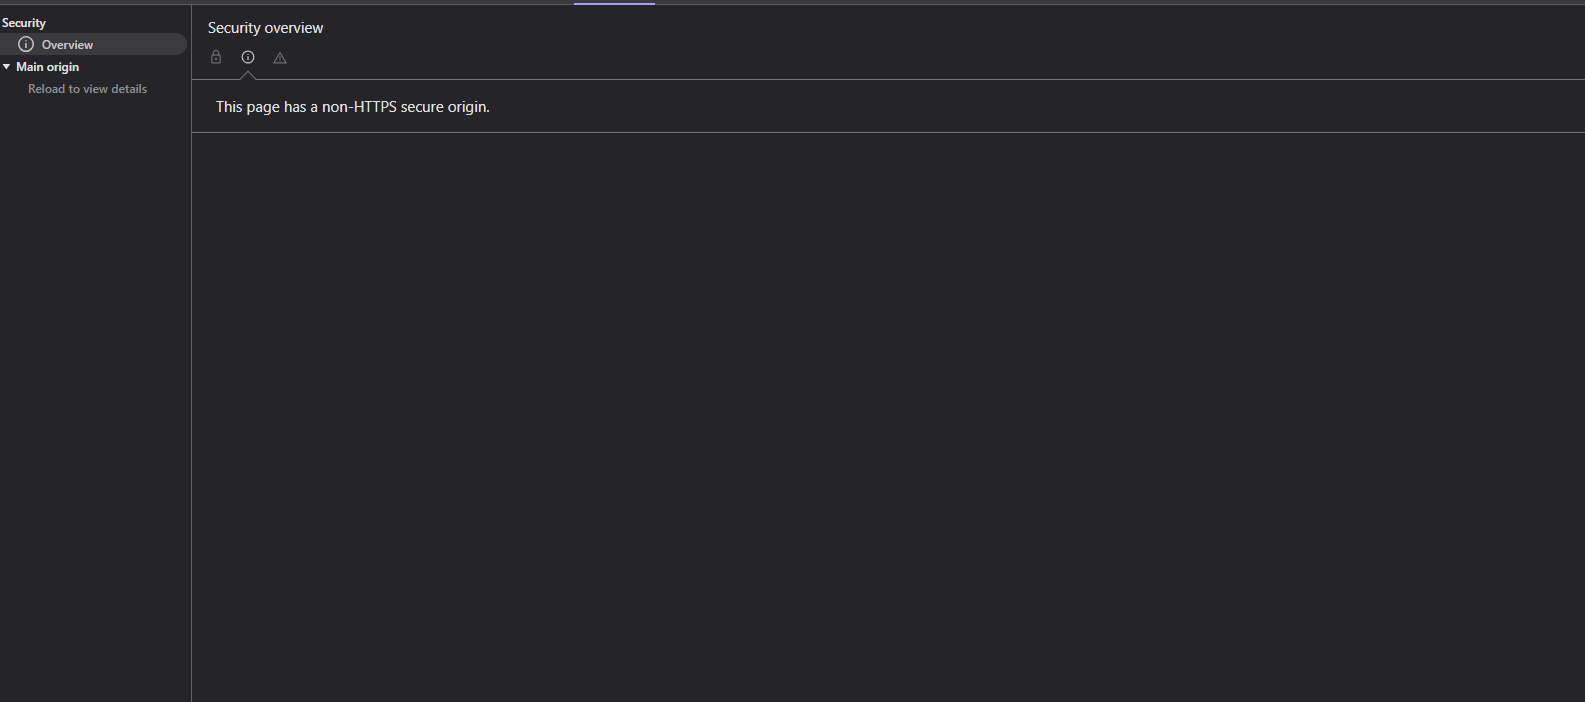 Security
Overview
Main origin
Reload to view details
Security overview
This page has a non-HTTPS secure origin.